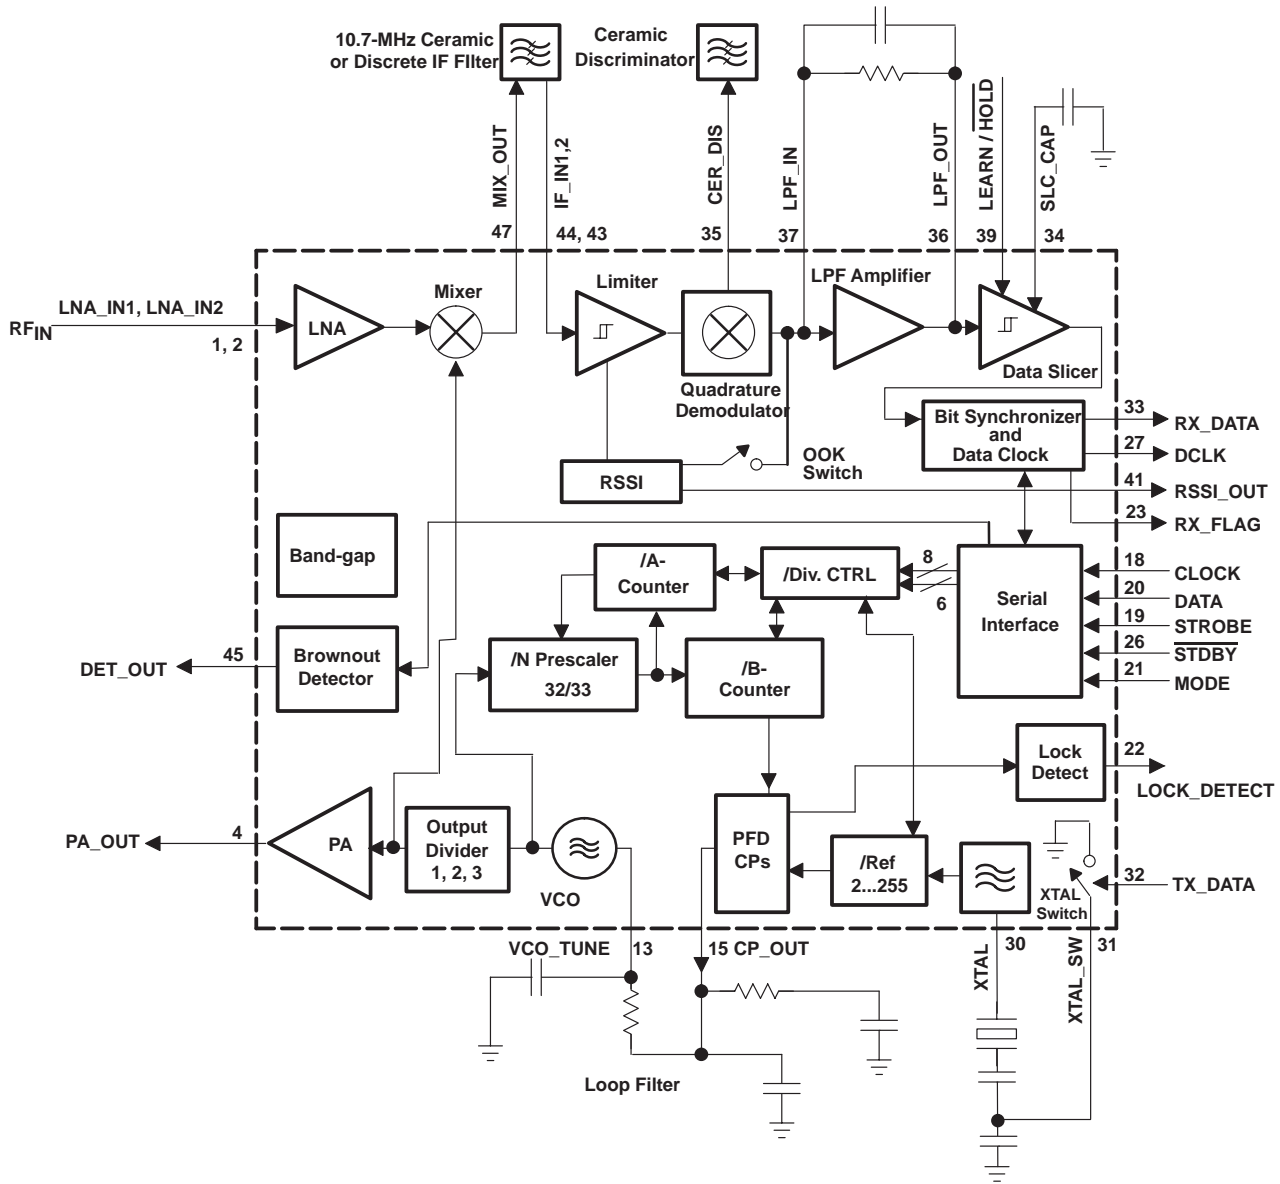 10.7-MHz Ceramic
or Discrete IF FIlter
Ceramic
Discriminator
MIX_OUT
IF_IN1,2
CER_DIS
LPF_IN
LPF_OUT
LEARN / HOLD
SLC_CAP
47
44, 43
35
37
36
39
34
LNA_IN1, LNA_IN2
RFIN
1, 2
LNA
Mixer
Limiter
LPF Amplifier
Data Slicer
Quadrature
Demodulator
OOK
Switch
RSSI
Bit Synchronizer
and
Data Clock
33
RX_DATA
27
DCLK
41
RSSI_OUT
23
RX_FLAG
Band-gap
/A-
Counter
/Div. CTRL
8
6
Serial
Interface
18
CLOCK
20
DATA
19
STROBE
26
STDBY
21
MODE
DET_OUT
45
Brownout
Detector
/N Prescaler
32/33
/B-
Counter
Lock
Detect
22
LOCK_DETECT
PA_OUT
4
PA
Output
Divider
1, 2, 3
VCO
PFD
CPs
/Ref
2...255
XTAL
Switch
32
TX_DATA
VCO_TUNE
13
15 CP_OUT
30
31
XTAL
XTAL_SW
Loop Filter